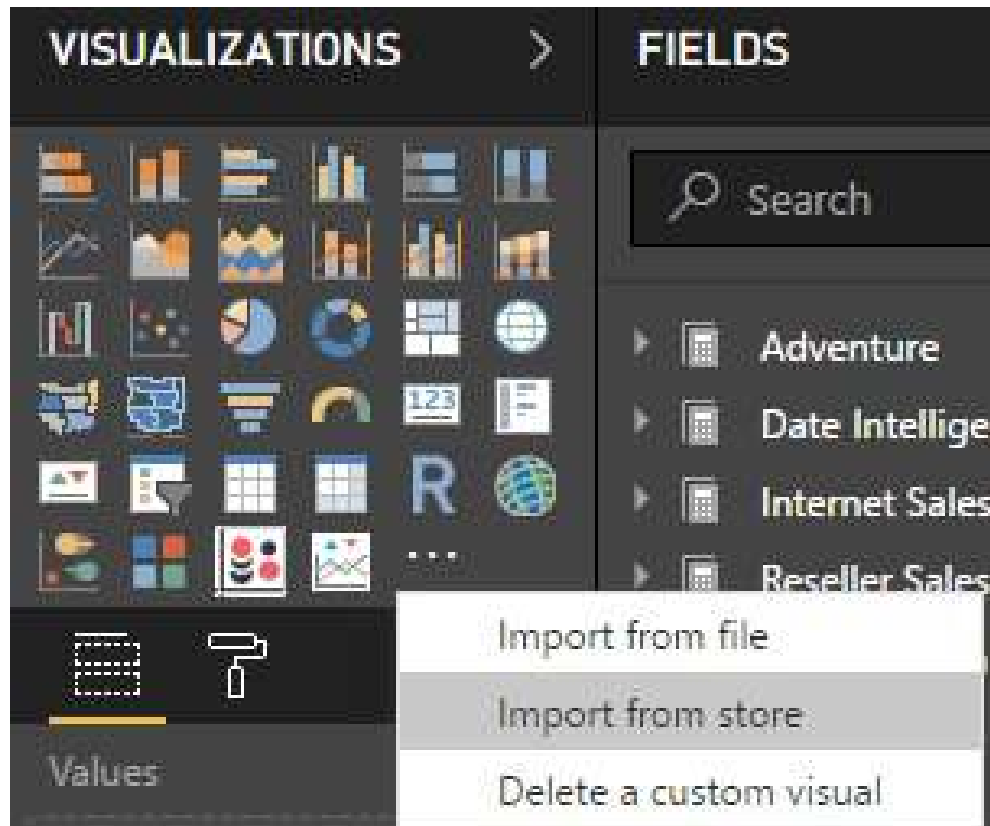 VISUALIZATIONS
FIELDS
Search
Adventure
Date Intellige
Internet Sales
Reseller Sales
123
R
Import from file
Import from store
Delete a custom visual
Values